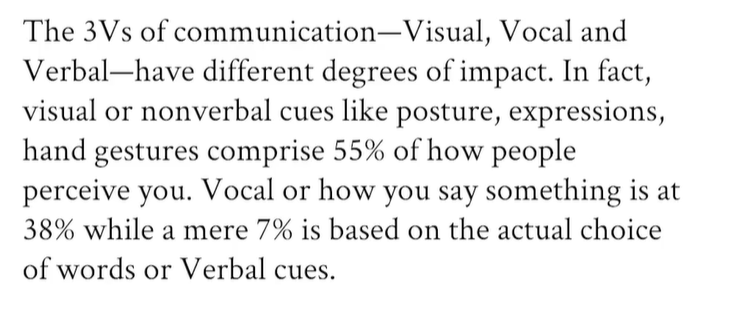 The 3Vs of communication—Visual, Vocal and
Verbal—have different degrees of impact. In fact,
visual or nonverbal cues like posture, expressions,
hand gestures comprise 55% of how people
perceive you. Vocal or how you say something is at
38% while a mere 7% is based on the actual choice
of words or Verbal cues.